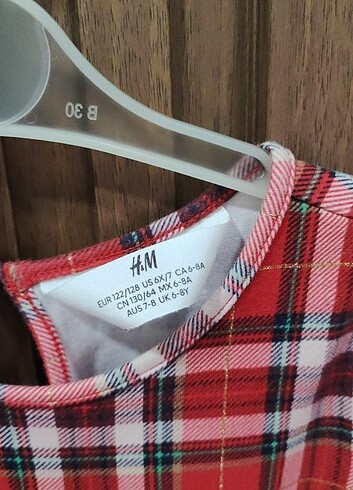 B 30
H&M
EUR 122/128 US 6X/7 CA 6-8A
CN 130/64 MX 6-8A
AUS 7-8 UK 6-8Y